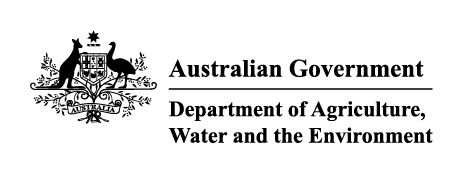 AUSTRALIA
Australian Government
Department of Agriculture,
Water and the Environment